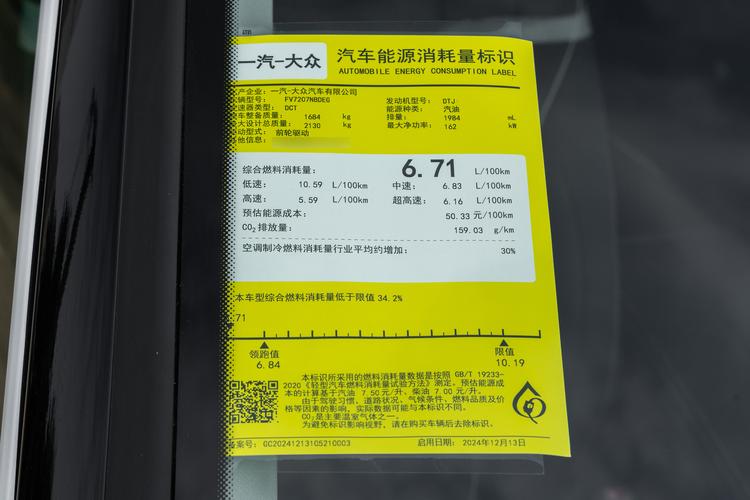 一汽-大众 汽车能源消耗量标识
AUTOMOBILE ENERGY CONSUMPTION LABEL
产企业: 一汽-大众汽车有限公司
辆型号: FV7207NBDEG 发动机型号: DTJ
速器类型: DCT 能源种类: 汽油
车整备质量: 1684 kg 排量: 1984 mL
大设计总质量: 2130 kg 最大净功率: 162 kW
动型式: 前轮驱动
他信息:
综合燃料消耗量: 6.71 L/100km
低速: 10.59 L/100km 中速: 6.83 L/100km
高速: 5.59 L/100km 超高速: 6.16 L/100km
预估能源成本: 50.33 元/100km
CO2 排放量: 159.03 g/km
空调制冷燃料消耗量行业平均约增加: 30%
本车型综合燃料消耗量低于限值 34.2%
.71
领跑值 限值
6.84 10.19
本标识所采用的燃料消耗量数据是按照 GB/T 19233-
2020《轻型汽车燃料消耗量试验方法》测定。预估能源成
本的计算基于汽油 7.50 元/升、柴油 7.00 元/升。
由于驾驶习惯、道路状况、气候条件、燃料品质及价
格等因素的影响，实际数据可能与本标识不同。
CO2是主要温室气体之一。
为避免标识影响视野，请在购买车辆后去除标识。
备案号: GC20241213105210003 启用日期: 2024年12月13日